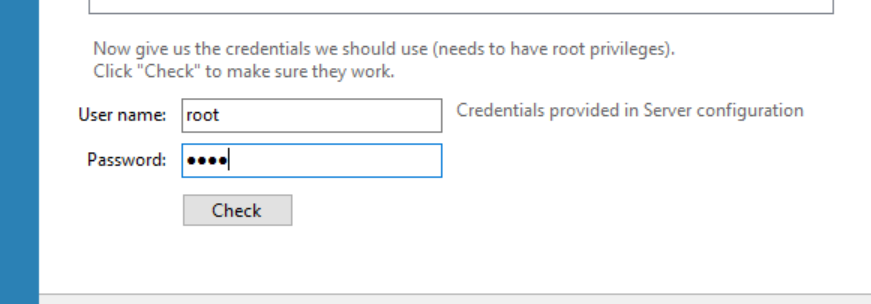 Now give us the credentials we should use (needs to have root privileges).
Click "Check" to make sure they work.
User name: root Credentials provided in Server configuration
Password: ●●●●
Check